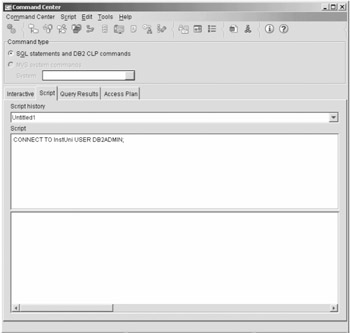 Command Center
Command Center Script Edit Tools Help
Command type
SQL statements and DB2 CLP commands
MVS system commands
System
Interactive Script Query Results Access Plan
Script history
Untitled1
Script
CONNECT TO InstUni USER DB2ADMIN;